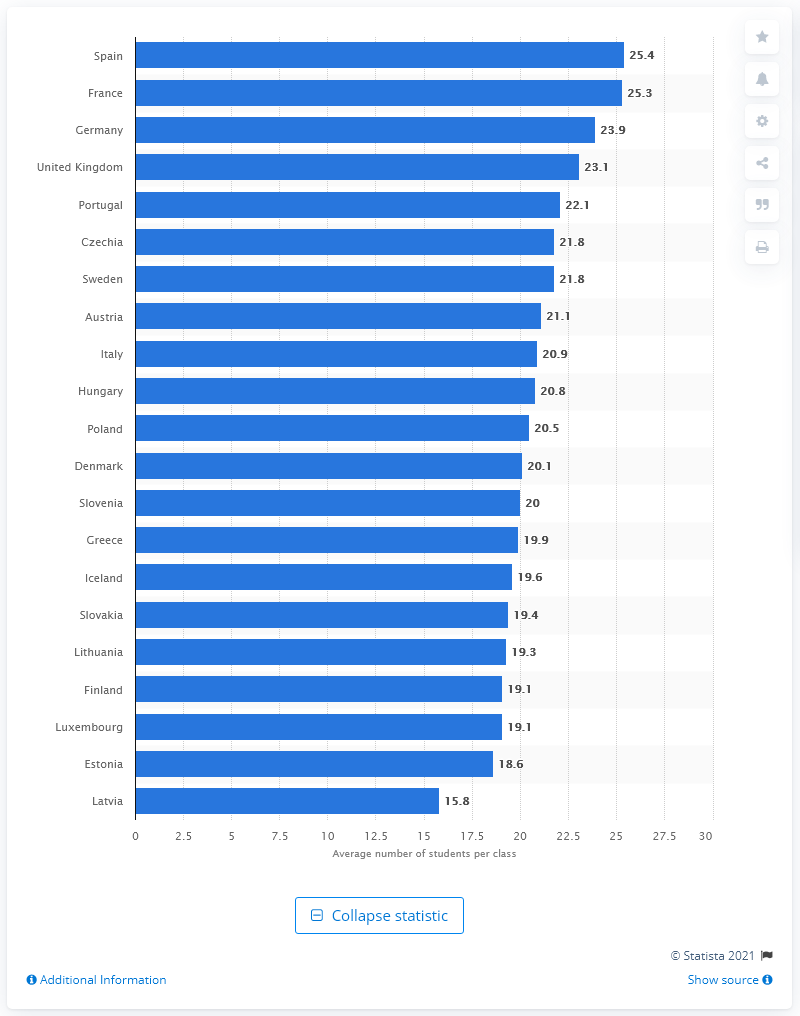 Spain 25.4
France 25.3
Germany 23.9
United Kingdom 23.1
Portugal 22.1
Czechia 21.8
Sweden 21.8
Austria 21.1
Italy 20.9
Hungary 20.8
Poland 20.5
Denmark 20.1
Slovenia 20
Greece 19.9
Iceland 19.6
Slovakia 19.4
Lithuania 19.3
Finland 19.1
Luxembourg 19.1
Estonia 18.6
Latvia 15.8
0 2.5 5 7.5 10 12.5 15 17.5 20 22.5 25 27.5 30
Average number of students per class
Collapse statistic
© Statista 2021
Additional Information Show source